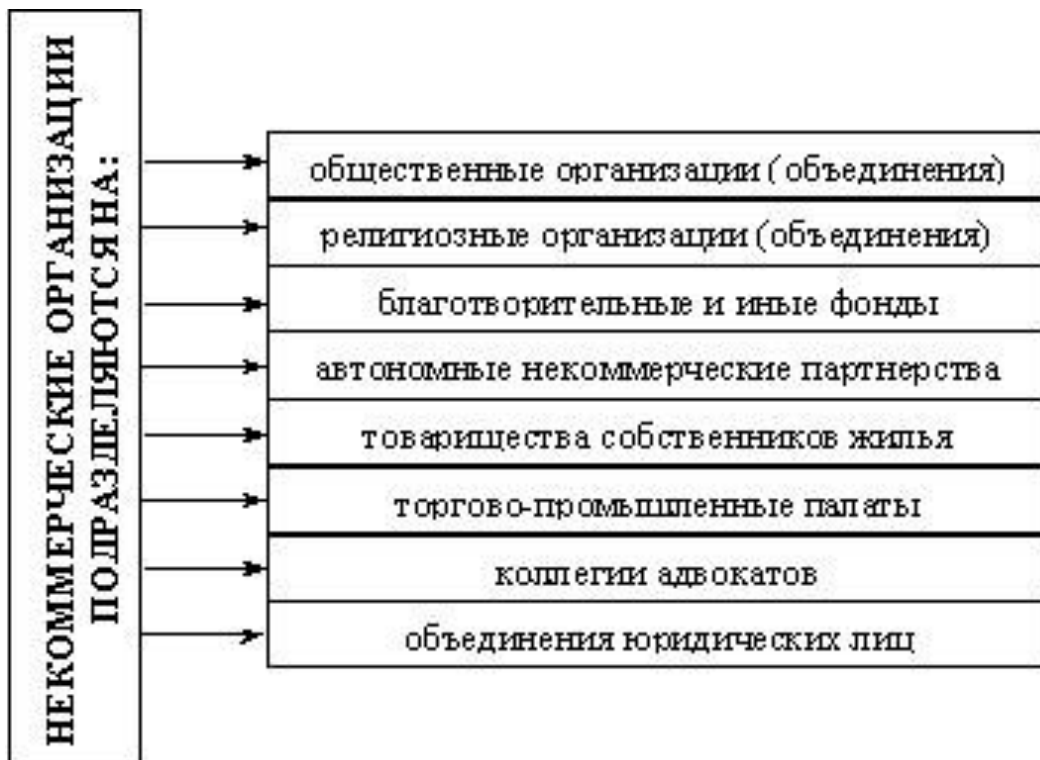 НЕКОММЕРЧЕСКИЕ ОРГАНИЗАЦИИ
ПОДРАЗДЕЛЯЮТСЯ НА:
общественные организации ( объединения)
религиозные организации (объединения)
благотворительные и иные фонды
автономные некоммерческие партнерства
товарищества собственников жилья
торгово-промышленные палаты
коллегии адвокатов
объединения юридических лиц